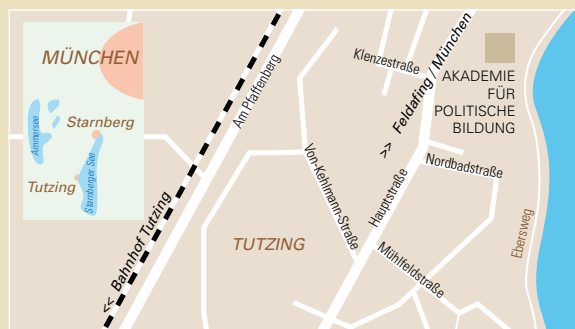 MÜNCHEN
Starnberg
Ammersee
Tutzing
Starnberger See
Am Pfaffenberg
<< Bahnhof Tutzing
TUTZING
Klenzestraße
>> Feldafing / München
AKADEMIE
FÜR
POLITISCHE
BILDUNG
Von-Kehlmann-Straße
Hauptstraße
Nordbadstraße
Mühlfeldstraße
Ebersweg